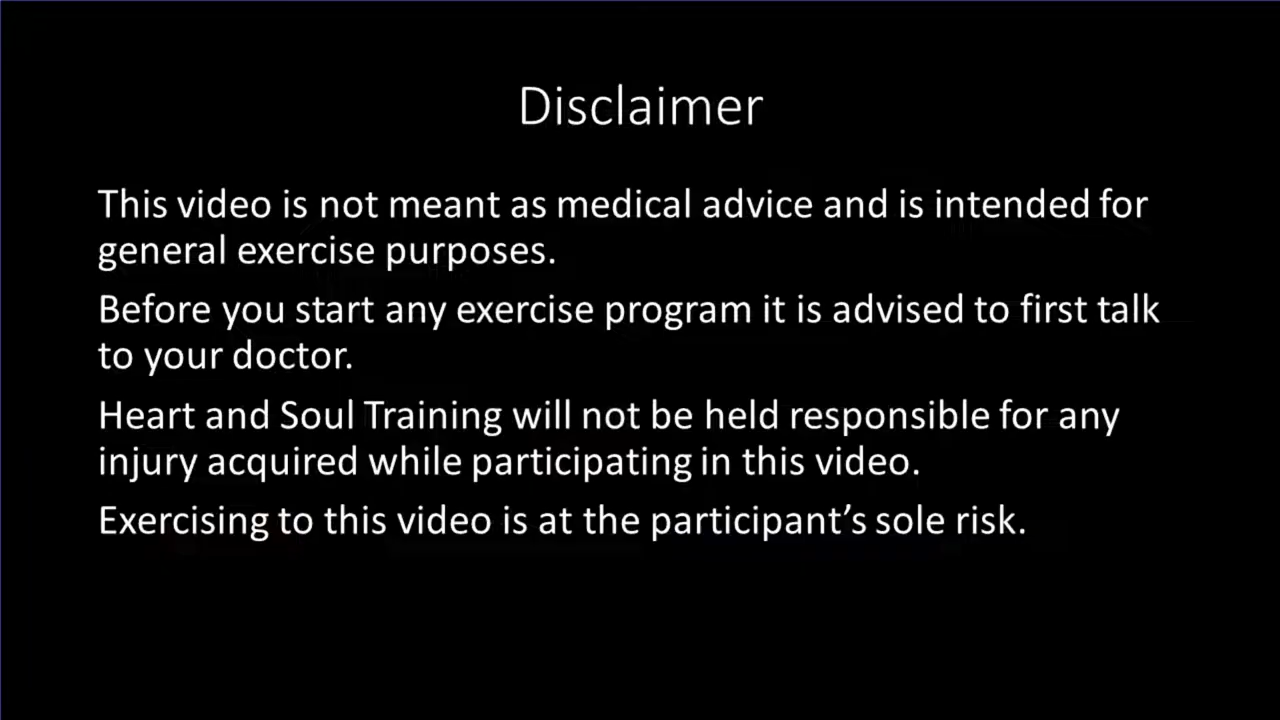 Disclaimer
This video is not meant as medical advice and is intended for
general exercise purposes.
Before you start any exercise program it is advised to first talk
to your doctor.
Heart and Soul Training will not be held responsible for any
injury acquired while participating in this video.
Exercising to this video is at the participant’s sole risk.